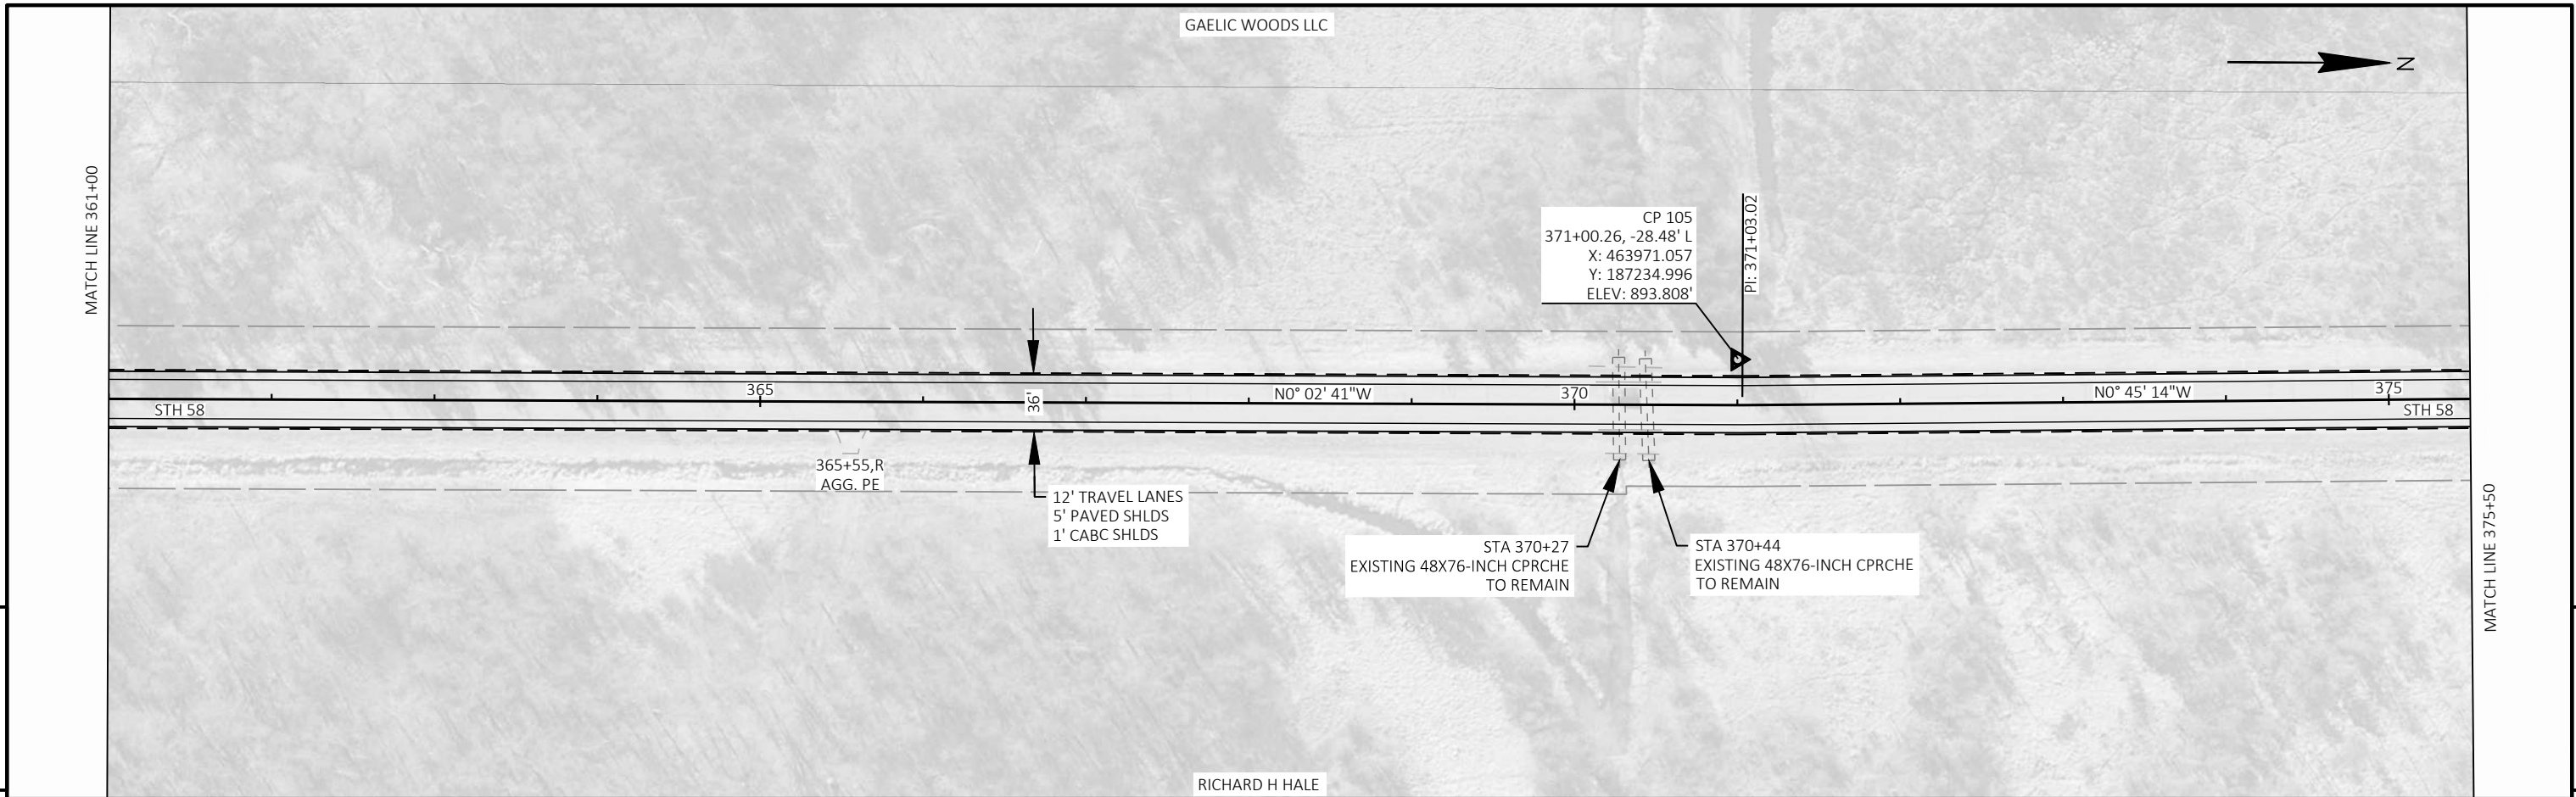 GAELIC WOODS LLC
N
MATCH LINE 361+00
CP 105
371+00.26, -28.48' L
X: 463971.057
Y: 187234.996
ELEV: 893.808'
PI: 371+03.02
365
N0° 02' 41"W
370
N0° 45' 14"W
375
STH 58
36'
STH 58
365+55,R
AGG. PE
12' TRAVEL LANES
5' PAVED SHLDS
1' CABC SHLDS
STA 370+27
EXISTING 48X76-INCH CPRCHE
TO REMAIN
STA 370+44
EXISTING 48X76-INCH CPRCHE
TO REMAIN
MATCH LINE 375+50
RICHARD H HALE